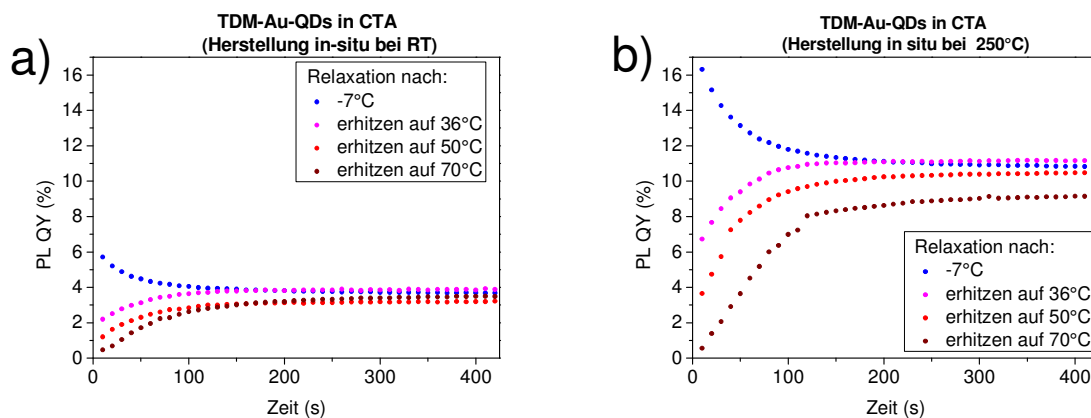 a)
TDM-Au-QDs in CTA
(Herstellung in-situ bei RT)
PL QY (%)
16
14
12
10
8
6
4
2
0
Relaxation nach:
-7°C
erhitzen auf 36°C
erhitzen auf 50°C
erhitzen auf 70°C
0 100 200 300 400
Zeit (s)
b)
TDM-Au-QDs in CTA
(Herstellung in situ bei 250°C)
PL QY (%)
16
14
12
10
8
6
4
2
0
Relaxation nach:
-7°C
erhitzen auf 36°C
erhitzen auf 50°C
erhitzen auf 70°C
0 100 200 300 400
Zeit (s)